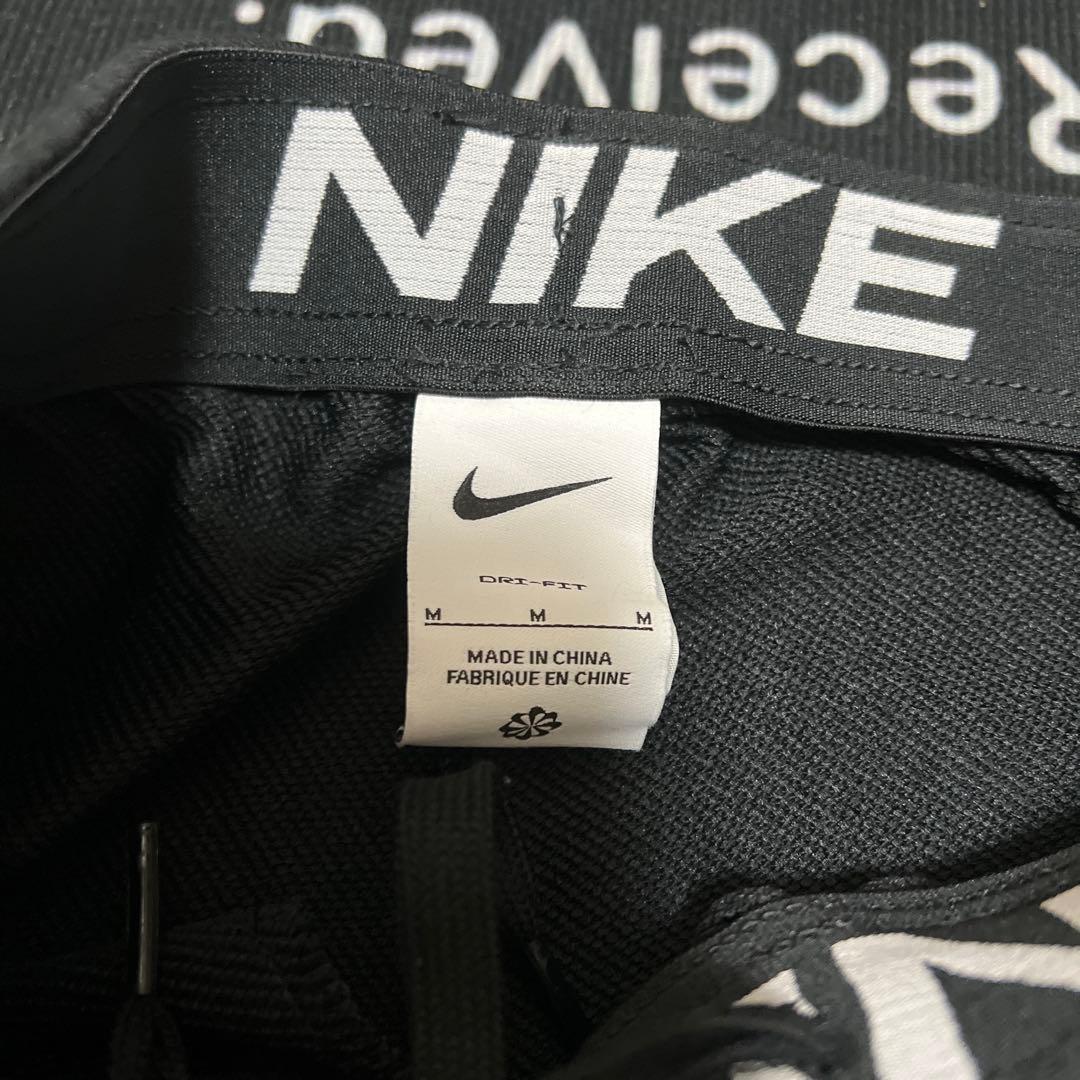 Received.
NIKE
DRI-FIT
M M M
MADE IN CHINA
FABRIQUE EN CHINE